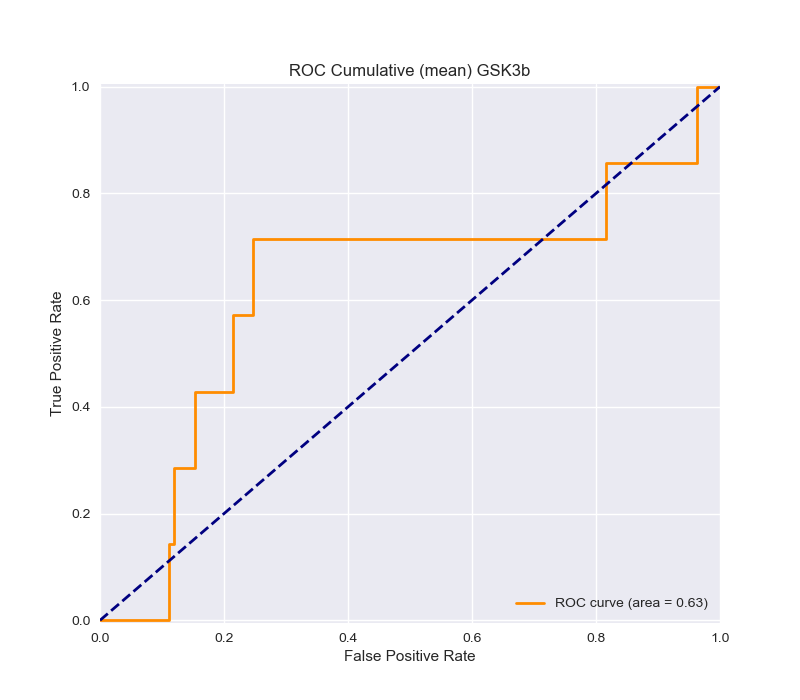 ROC Cumulative (mean) GSK3b
1.0
0.8
0.6
0.4
0.2
0.0
True Positive Rate
ROC curve (area = 0.63)
0.0 0.2 0.4 0.6 0.8 1.0
False Positive Rate